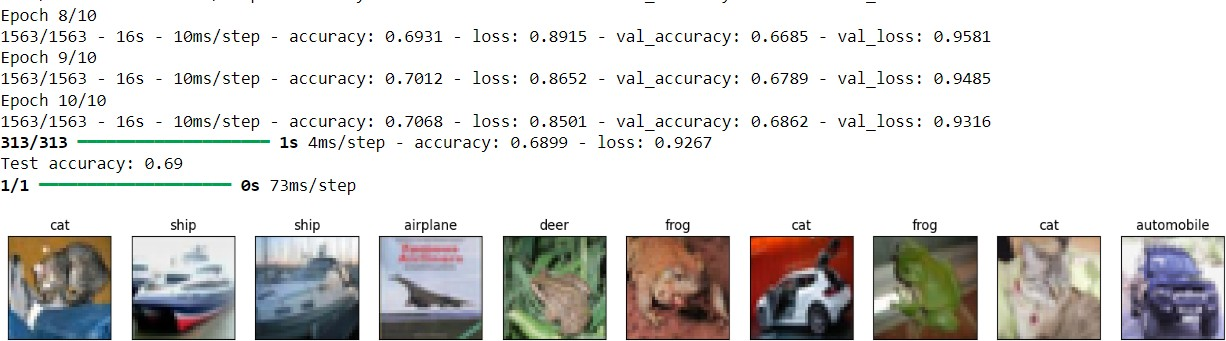 Epoch 8/10
1563/1563 - 16s - 10ms/step - accuracy: 0.6931 - loss: 0.8915 - val_accuracy: 0.6685 - val_loss: 0.9581
Epoch 9/10
1563/1563 - 16s - 10ms/step - accuracy: 0.7012 - loss: 0.8652 - val_accuracy: 0.6789 - val_loss: 0.9485
Epoch 10/10
1563/1563 - 16s - 10ms/step - accuracy: 0.7068 - loss: 0.8501 - val_accuracy: 0.6862 - val_loss: 0.9316
313/313 1s 4ms/step - accuracy: 0.6899 - loss: 0.9267
Test accuracy: 0.69
1/1 0s 73ms/step
cat ship ship airplane deer frog cat frog cat automobile